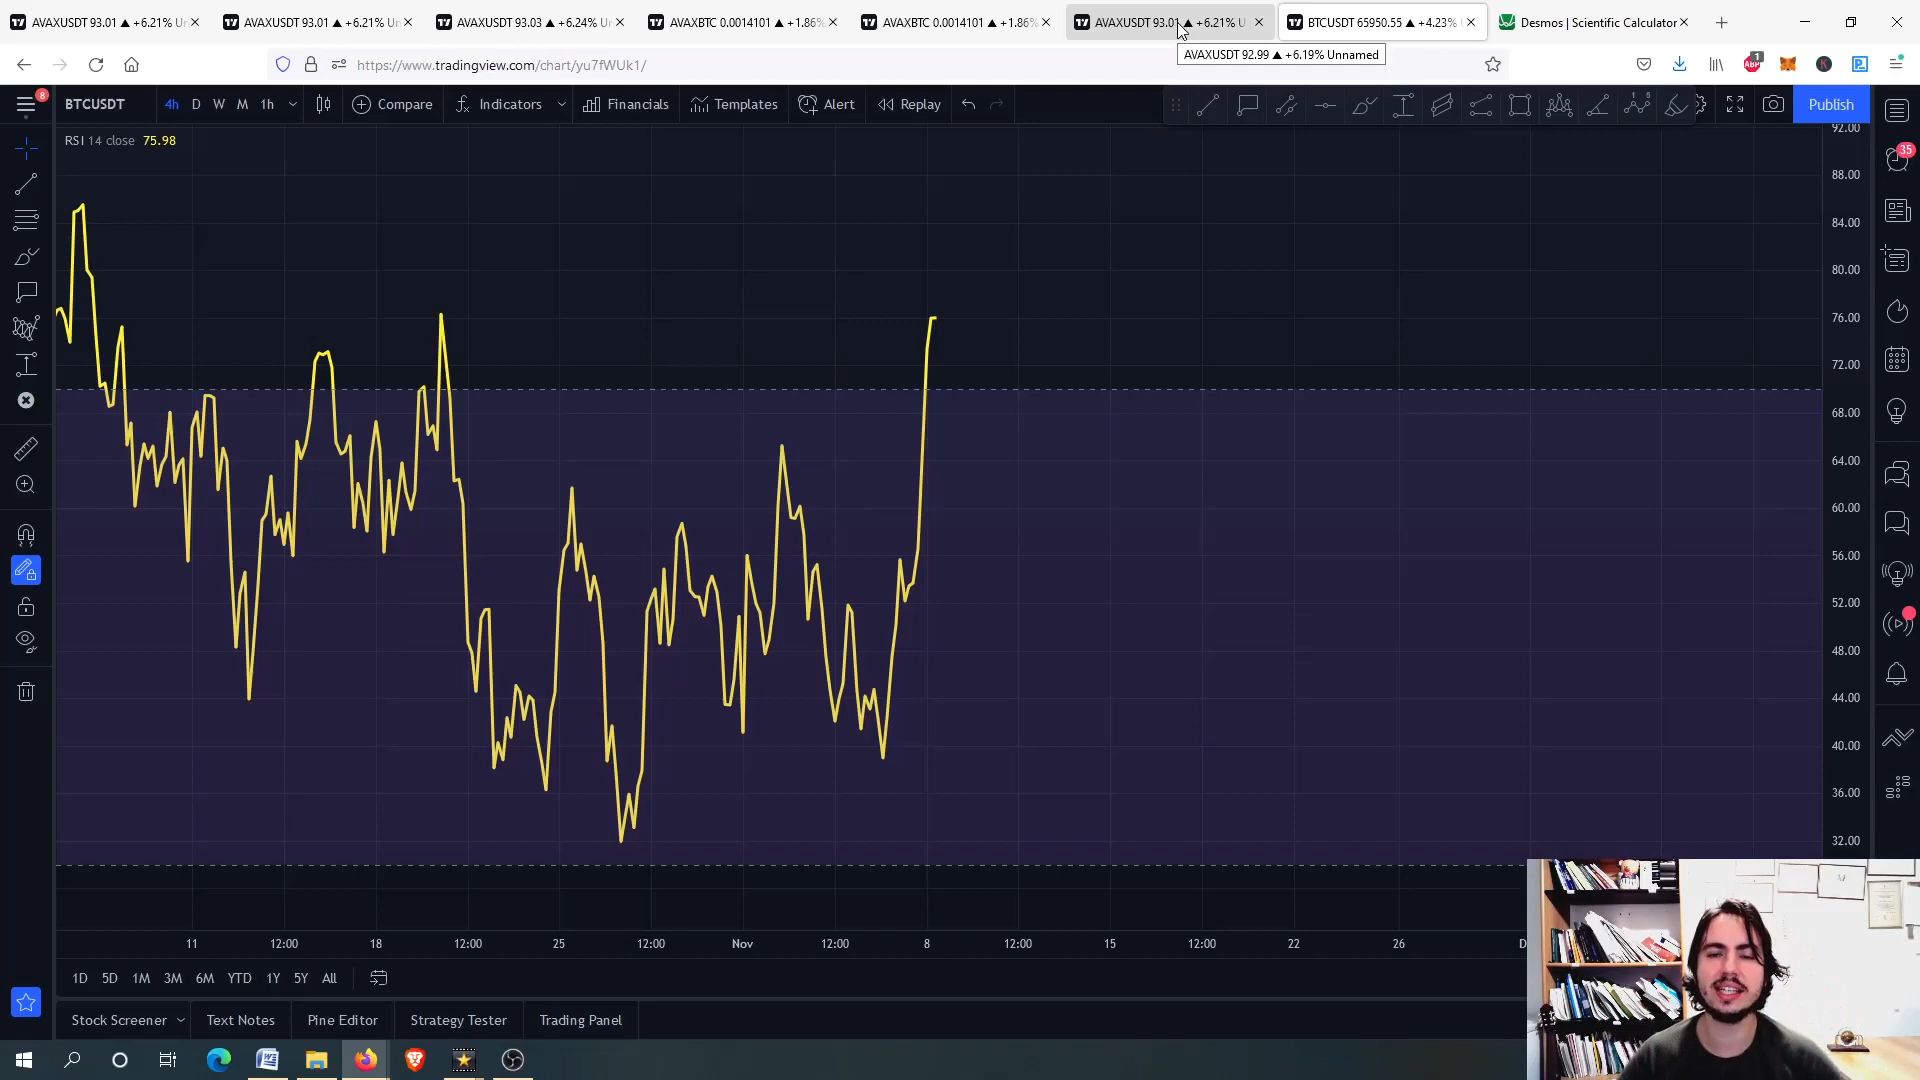 AVAXUSDT 93.01 ▲ +6.21% Un
AVAXUSDT 93.01 ▲ +6.21% Un
AVAXUSDT 93.03 ▲ +6.24% Un
AVAXBTC 0.0014101 ▲ +1.86%
AVAXBTC 0.0014101 ▲ +1.86%
AVAXUSDT 93.01 ▲ +6.21% U
BTCUSDT 65950.55 ▲ +4.23%
Desmos | Scientific Calculator
AVAXUSDT 92.99 ▲ +6.19% Unnamed
https://www.tradingview.com/chart/yu7fWUk1/
ABP
1
8
BTCUSDT
4h D W M 1h
Compare
Indicators
Financials
Templates
Alert
Replay
Publish
RSI 14 close 75.98
35
92.00
88.00
84.00
80.00
76.00
72.00
68.00
64.00
60.00
56.00
52.00
48.00
44.00
40.00
36.00
32.00
11 12:00 18 12:00 25 12:00 Nov 12:00 8 12:00 15 12:00 22 26 D
1D 5D 1M 3M 6M YTD 1Y 5Y All
Stock Screener
Text Notes
Pine Editor
Strategy Tester
Trading Panel